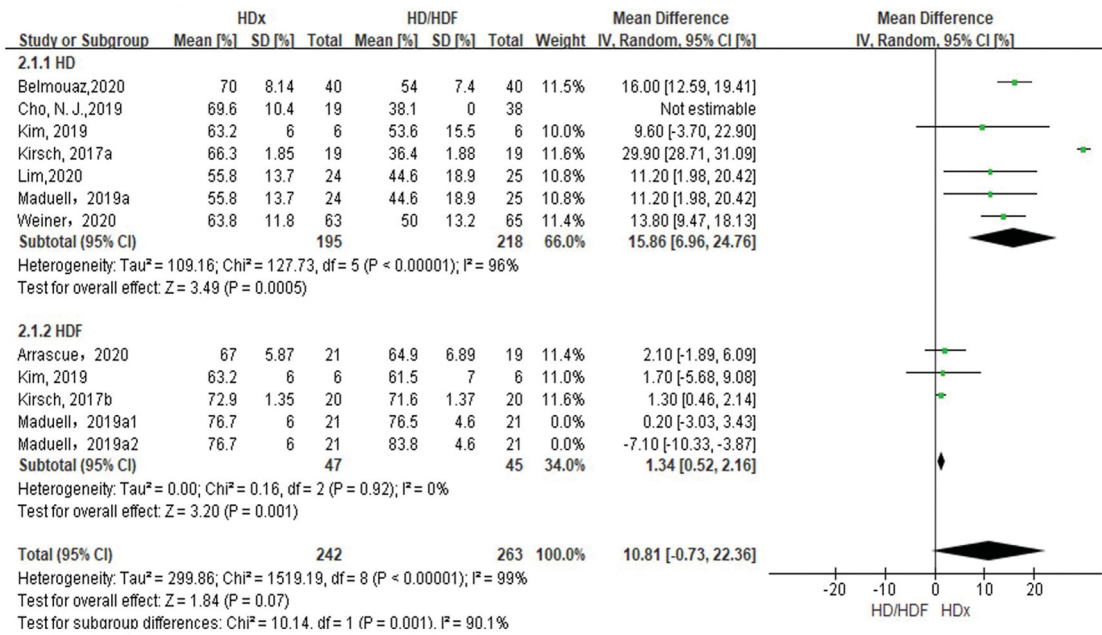 HDx HD/HDF Mean Difference Mean Difference
Study or Subgroup Mean [%] SD [%] Total Mean [%] SD [%] Total Weight IV, Random, 95% CI [%] IV, Random, 95% CI [%]
2.1.1 HD
Belmouaz,2020 70 8.14 40 54 7.4 40 11.5% 16.00 [12.59, 19.41]
Cho, N. J.,2019 69.6 10.4 19 38.1 0 38 Not estimable
Kim, 2019 63.2 6 6 53.6 15.5 6 10.0% 9.60 [-3.70, 22.90]
Kirsch, 2017a 66.3 1.85 19 36.4 1.88 19 11.6% 29.90 [28.71, 31.09]
Lim,2020 55.8 13.7 24 44.6 18.9 25 10.8% 11.20 [1.98, 20.42]
Maduell，2019a 55.8 13.7 24 44.6 18.9 25 10.8% 11.20 [1.98, 20.42]
Weiner，2020 63.8 11.8 63 50 13.2 65 11.4% 13.80 [9.47, 18.13]
Subtotal (95% CI) 195 218 66.0% 15.86 [6.96, 24.76]
Heterogeneity: Tau² = 109.16; Chi² = 127.73, df = 5 (P < 0.00001); I² = 96%
Test for overall effect: Z = 3.49 (P = 0.0005)
2.1.2 HDF
Arrascue，2020 67 5.87 21 64.9 6.89 19 11.4% 2.10 [-1.89, 6.09]
Kim, 2019 63.2 6 6 61.5 7 6 11.0% 1.70 [-5.68, 9.08]
Kirsch, 2017b 72.9 1.35 20 71.6 1.37 20 11.6% 1.30 [0.46, 2.14]
Maduell，2019a1 76.7 6 21 76.5 4.6 21 0.0% 0.20 [-3.03, 3.43]
Maduell，2019a2 76.7 6 21 83.8 4.6 21 0.0% -7.10 [-10.33, -3.87]
Subtotal (95% CI) 47 45 34.0% 1.34 [0.52, 2.16]
Heterogeneity: Tau² = 0.00; Chi² = 0.16, df = 2 (P = 0.92); I² = 0%
Test for overall effect: Z = 3.20 (P = 0.001)
Total (95% CI) 242 263 100.0% 10.81 [-0.73, 22.36]
Heterogeneity: Tau² = 299.86; Chi² = 1519.19, df = 8 (P < 0.00001); I² = 99%
Test for overall effect: Z = 1.84 (P = 0.07)
Test for subgroup differences: Chi² = 10.14, df = 1 (P = 0.001), I² = 90.1%
-20 -10 0 10 20
HD/HDF HDx